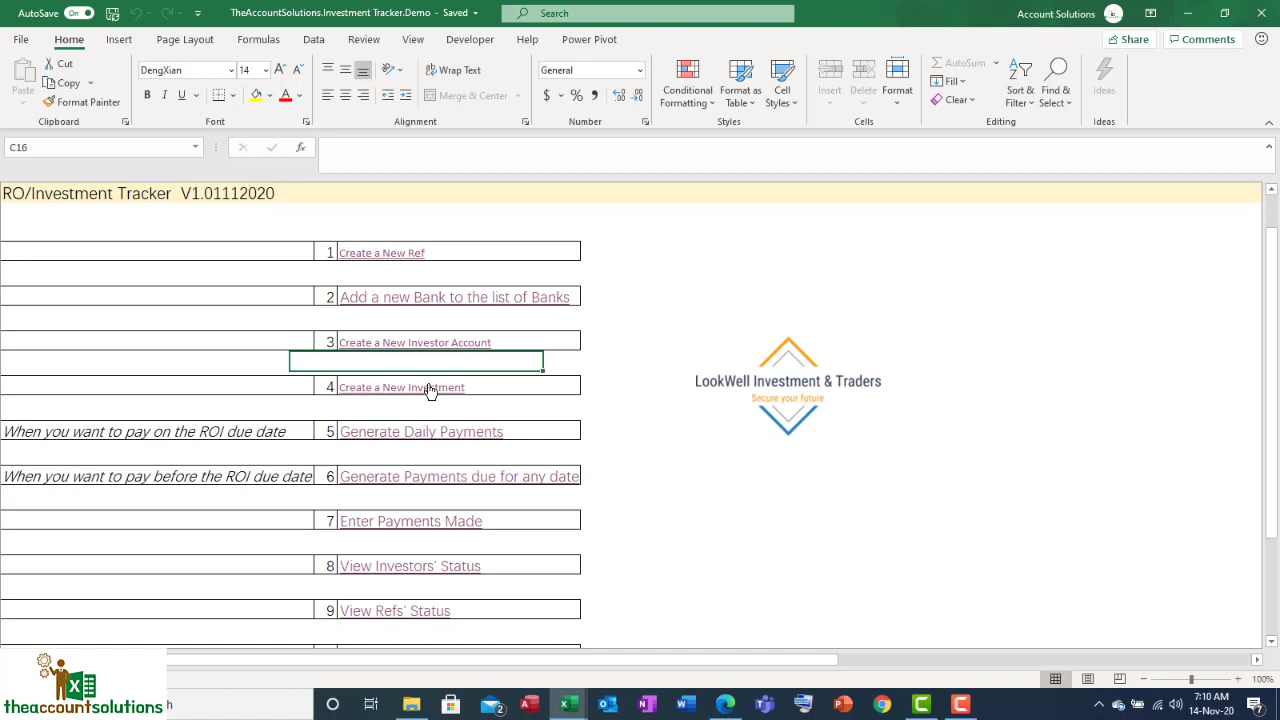 AutoSave On
TheAccountSolutions.Investment Tracker.Demo - Saved
Search
Account Solutions
File Home Insert Page Layout Formulas Data Review View Developer Help Power Pivot
Share Comments
Paste
Cut
Copy
Format Painter
Clipboard
DengXian 14
B I U
Font
Wrap Text
Merge & Center
Alignment
General
$ % ,
Number
Conditional Formatting
Format as Table
Cell Styles
Styles
Insert Delete Format
Cells
AutoSum
Fill
Clear
Sort & Filter
Find & Select
Editing
Ideas
Ideas
C16
fx
RO/Investment Tracker V1.01112020
1 Create a New Ref
2 Add a new Bank to the list of Banks
3 Create a New Investor Account
4 Create a New Investment
When you want to pay on the ROI due date 5 Generate Daily Payments
When you want to pay before the ROI due date 6 Generate Payments due for any date
7 Enter Payments Made
8 View Investors' Status
9 View Refs' Status
LookWell Investment & Traders
Secure your future
100%
theaccountsolutions
h
7:10 AM
14-Nov-20